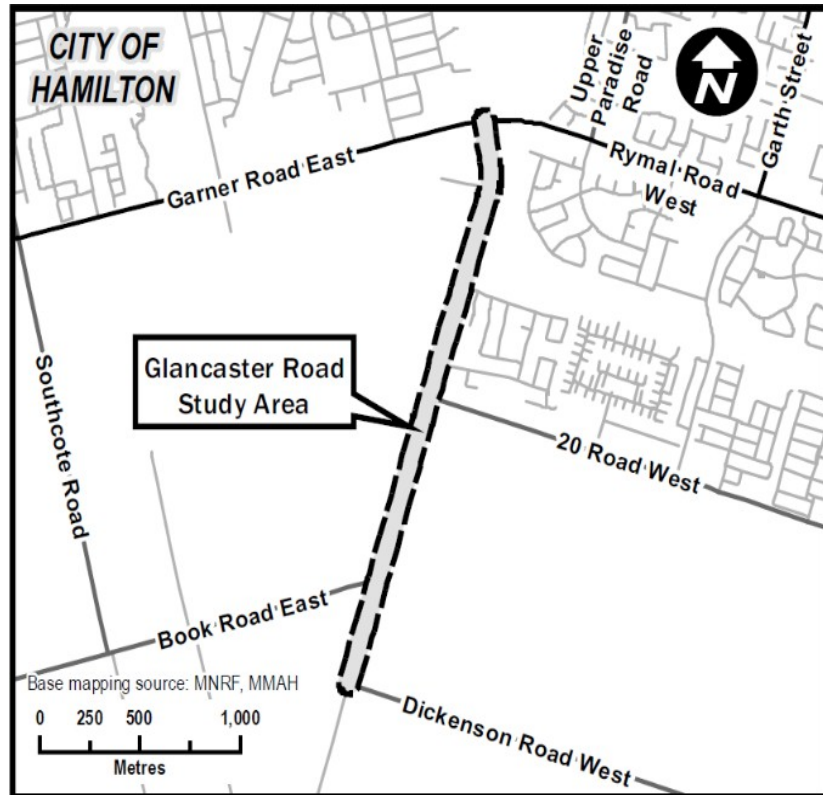 CITY OF
HAMILTON
N
Upper
Paradise
Road
Garth Street
Garner Road East
Rymal Road
West
Glancaster Road
Study Area
Southcote Road
20 Road West
Book Road East
Base mapping source: MNRF, MMAH
0 250 500 1,000
Metres
Dickenson Road West